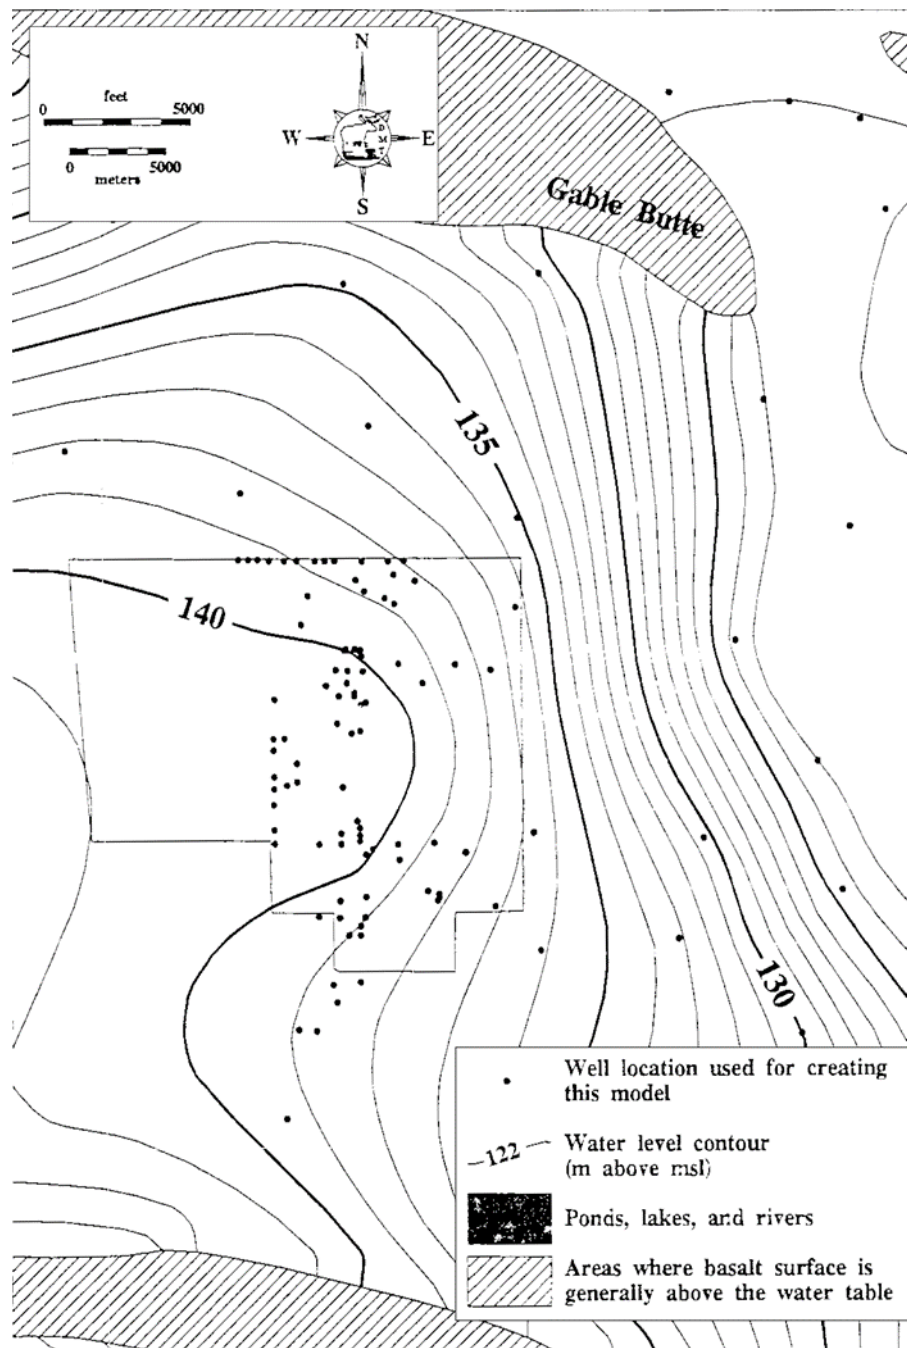 N
feet
0 5000
0 5000
meters
W E
S
Gable Butte
135
140
130
Well location used for creating
this model
-122-
Water level contour
(m above msl)
Ponds, lakes, and rivers
Areas where basalt surface is
generally above the water table